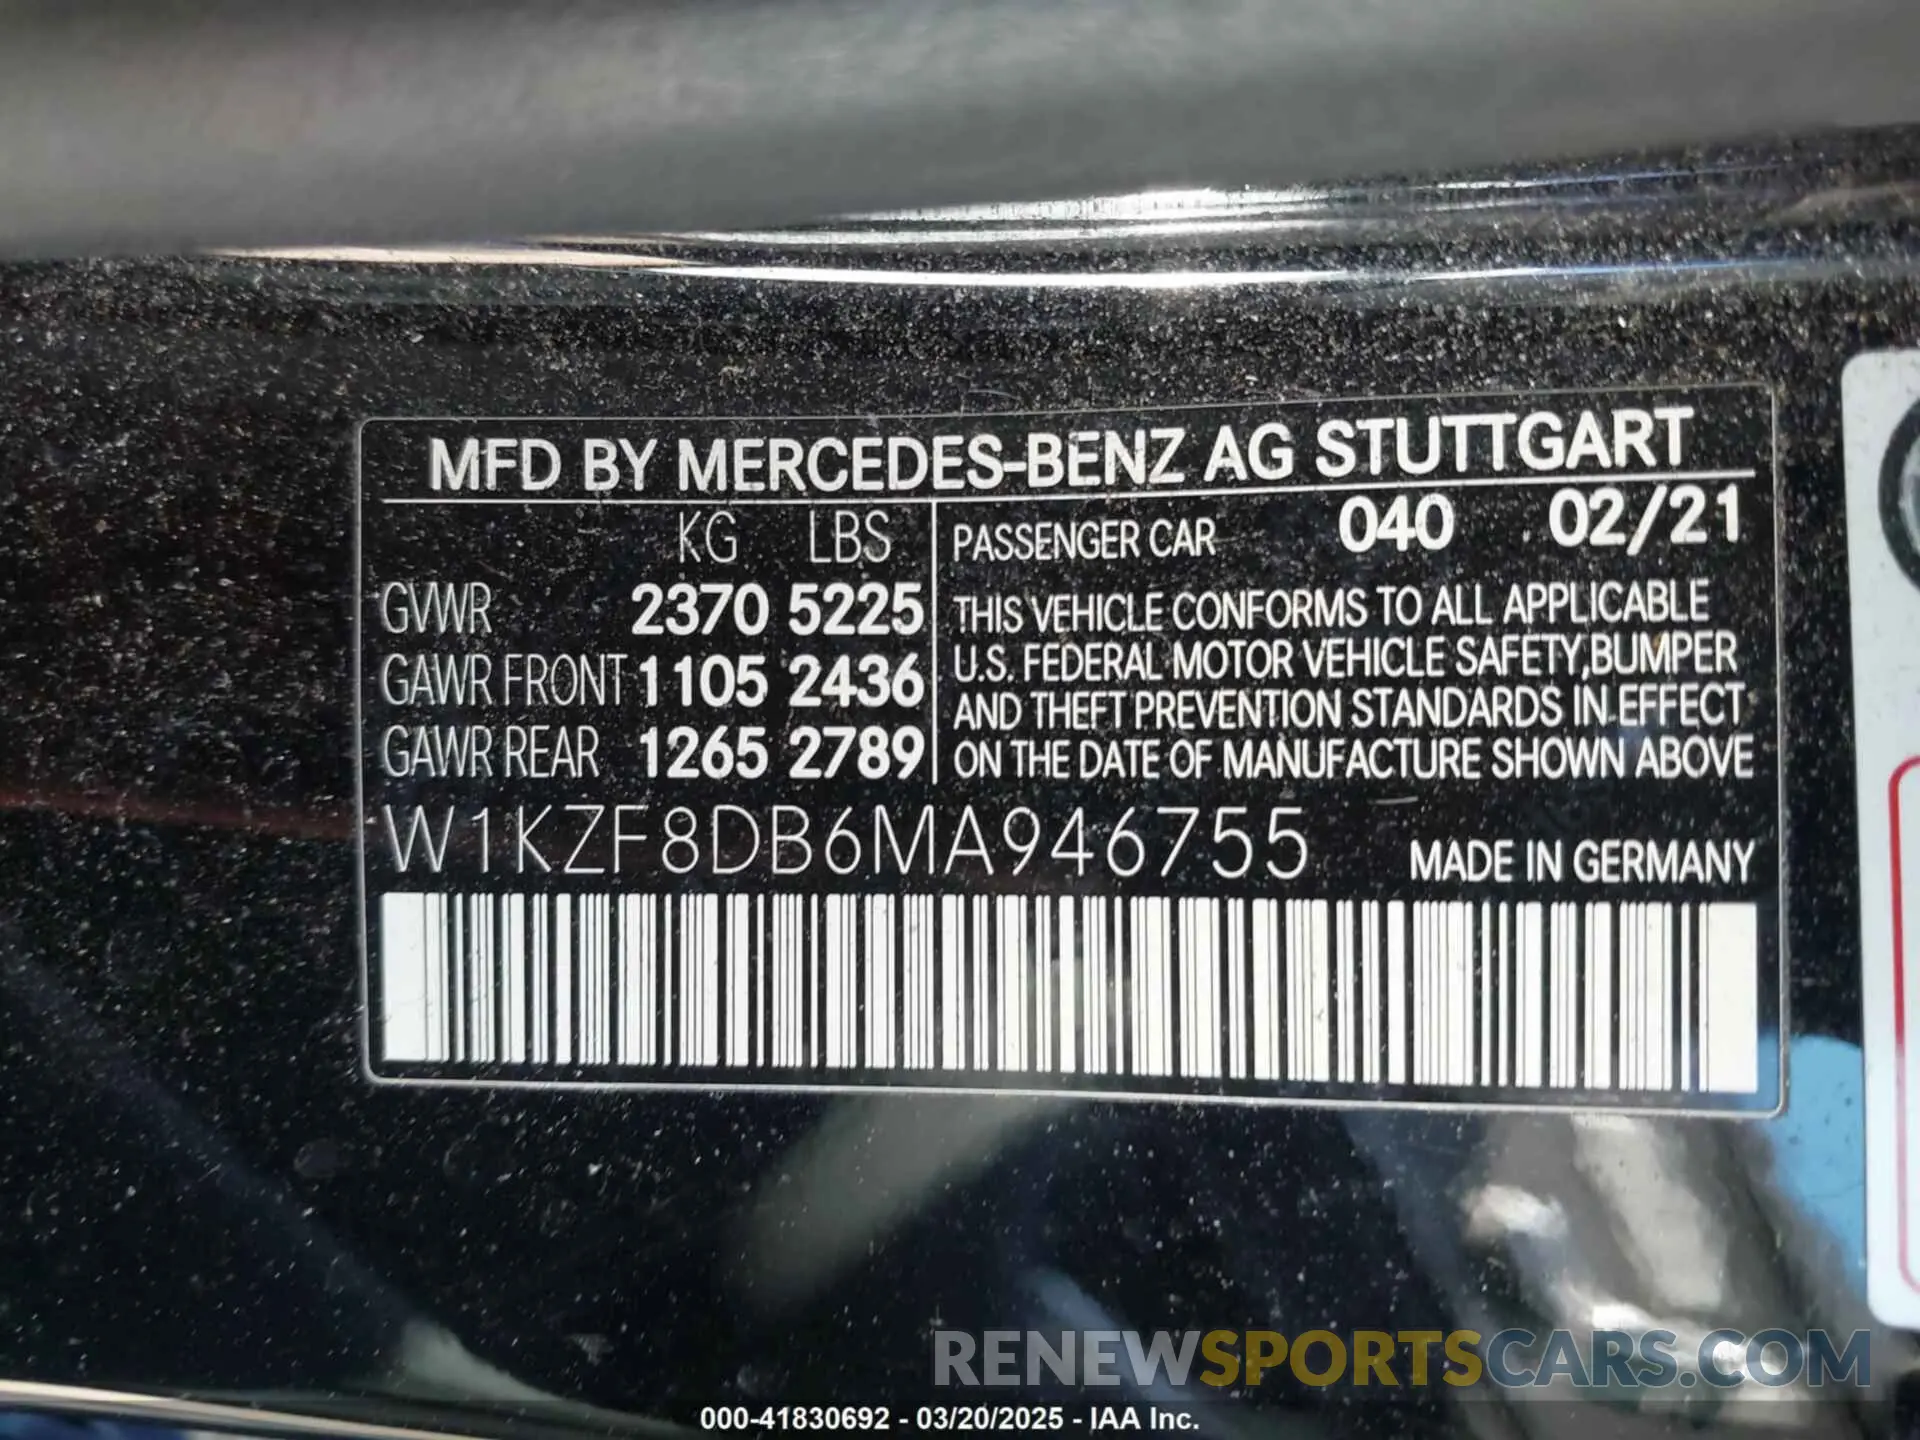 MFD BY MERCEDES-BENZ AG STUTTGART
KG LBS
GVWR 2370 5225
GAWR FRONT 1105 2436
GAWR REAR 1265 2789
PASSENGER CAR 040 02/21
THIS VEHICLE CONFORMS TO ALL APPLICABLE
U.S. FEDERAL MOTOR VEHICLE SAFETY,BUMPER
AND THEFT PREVENTION STANDARDS IN EFFECT
ON THE DATE OF MANUFACTURE SHOWN ABOVE
W1KZF8DB6MA946755
MADE IN GERMANY
RENEWSPORTSCARS.COM
000-41830692 - 03/20/2025 - IAA Inc.